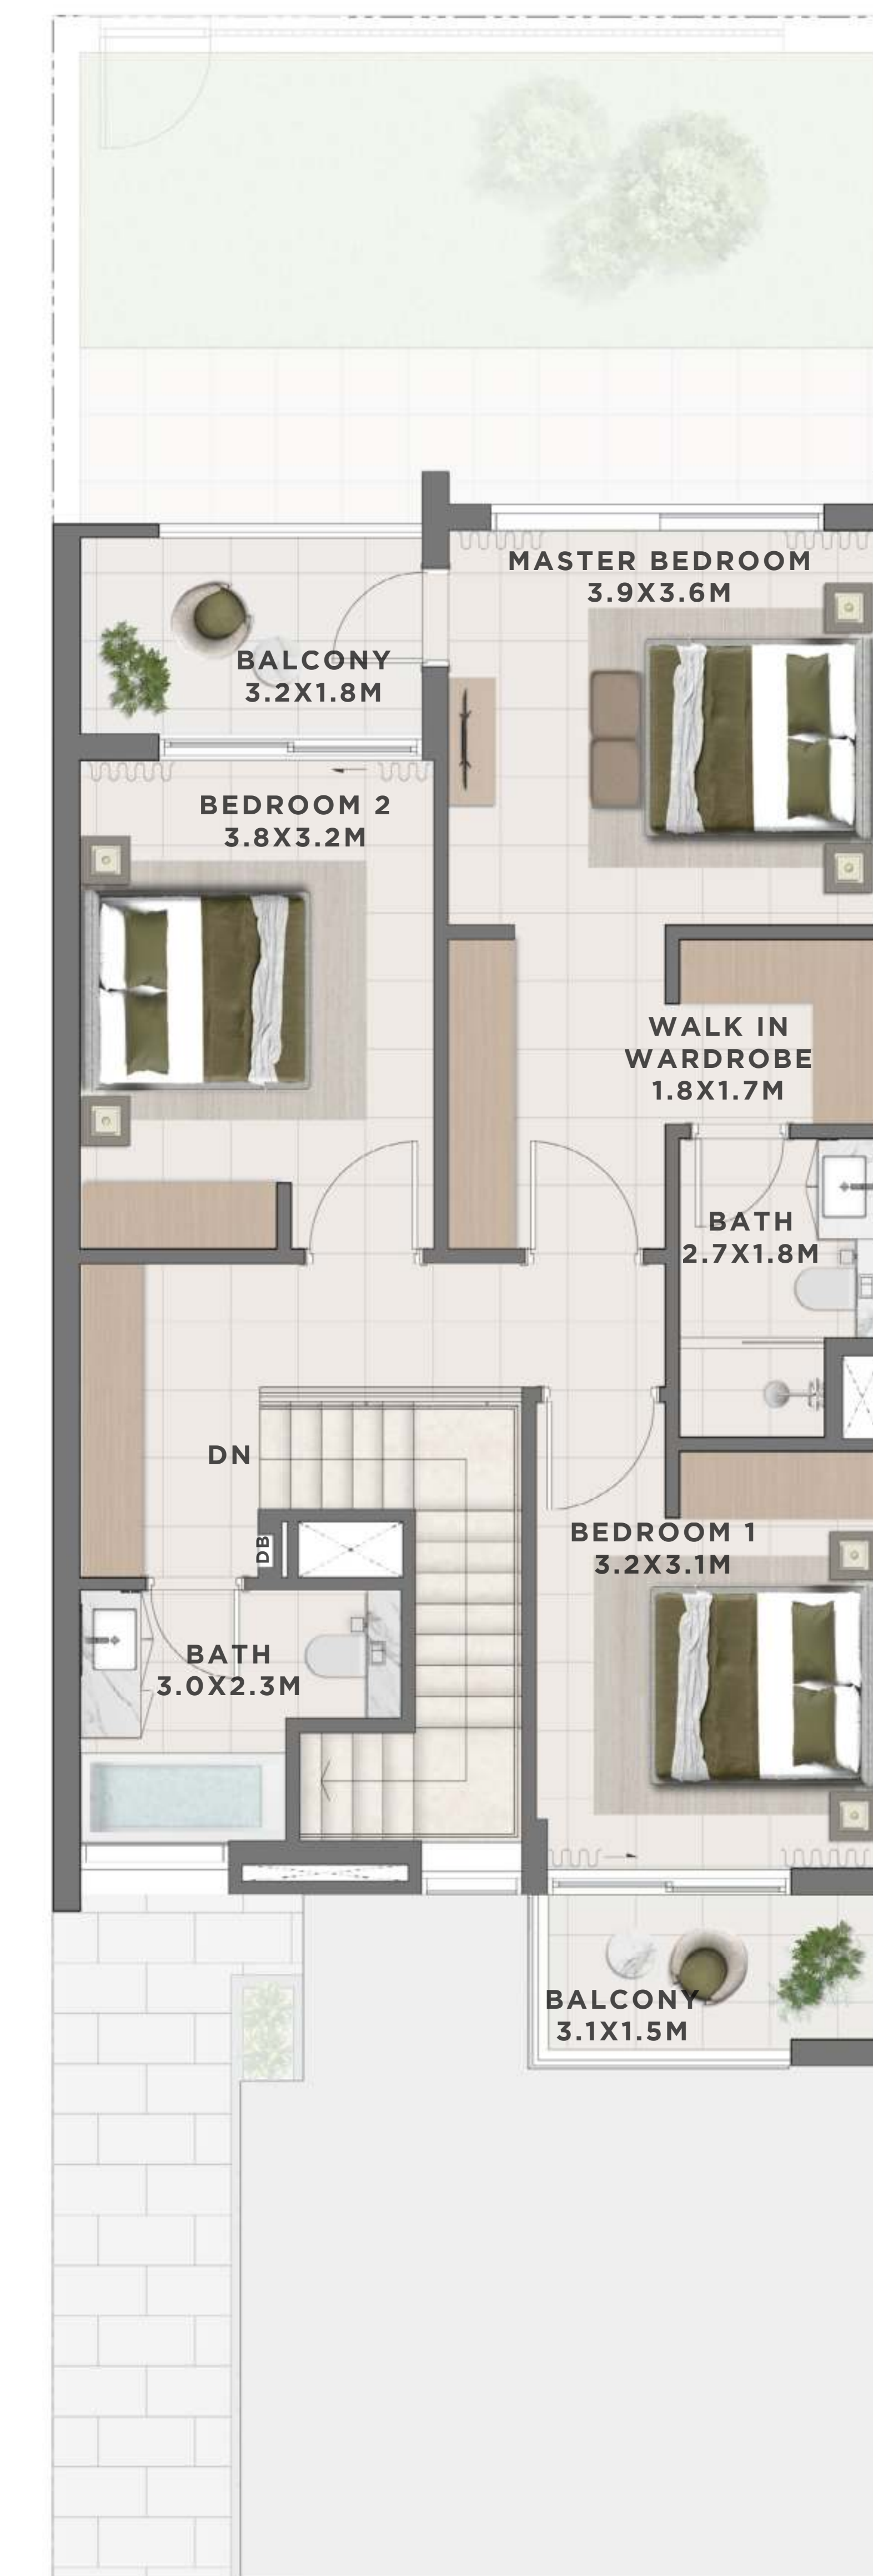 MASTER BEDROOM
3.9X3.6M
BALCONY
3.2X1.8M
BEDROOM 2
3.8X3.2M
WALK IN
WARDROBE
1.8X1.7M
BATH
2.7X1.8M
DN
BEDROOM 1
3.2X3.1M
DB
BATH
3.0X2.3M
BALCONY
3.1X1.5M